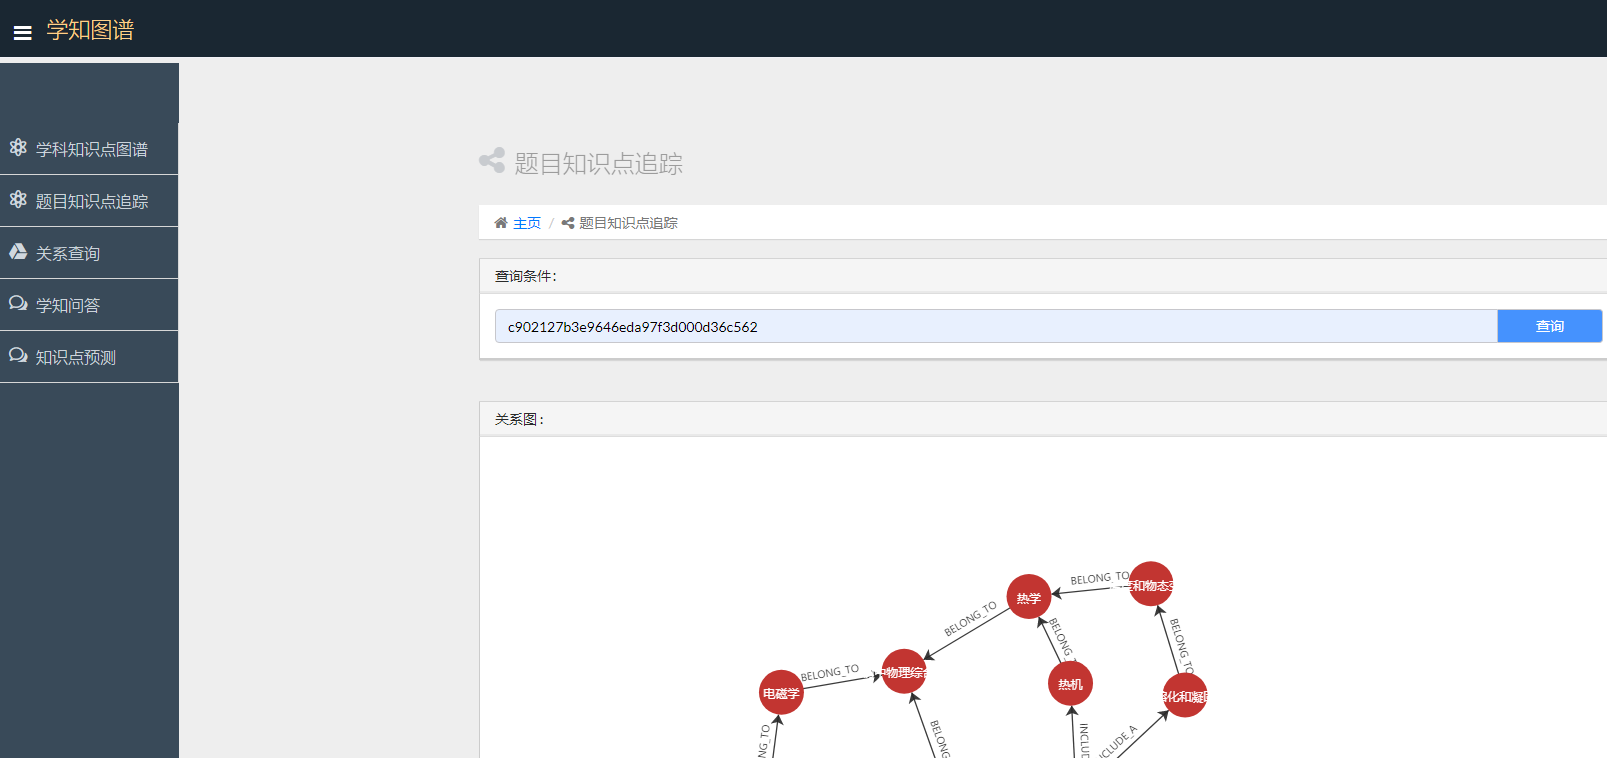 学知图谱
学科知识点图谱
题目知识点追踪
关系查询
学知问答
知识点预测
题目知识点追踪
主页 / 题目知识点追踪
查询条件：
c902127b3e9646eda97f3d000d36c562
查询
关系图：
BELONG_TO
和物态
热学
BELONG_TO
BELONG_T
BELONG_TO
BELONG_TO
物理综合
热机
电磁学
化和凝
NG_TO
BELONG
INCLUD
CLUDE_A